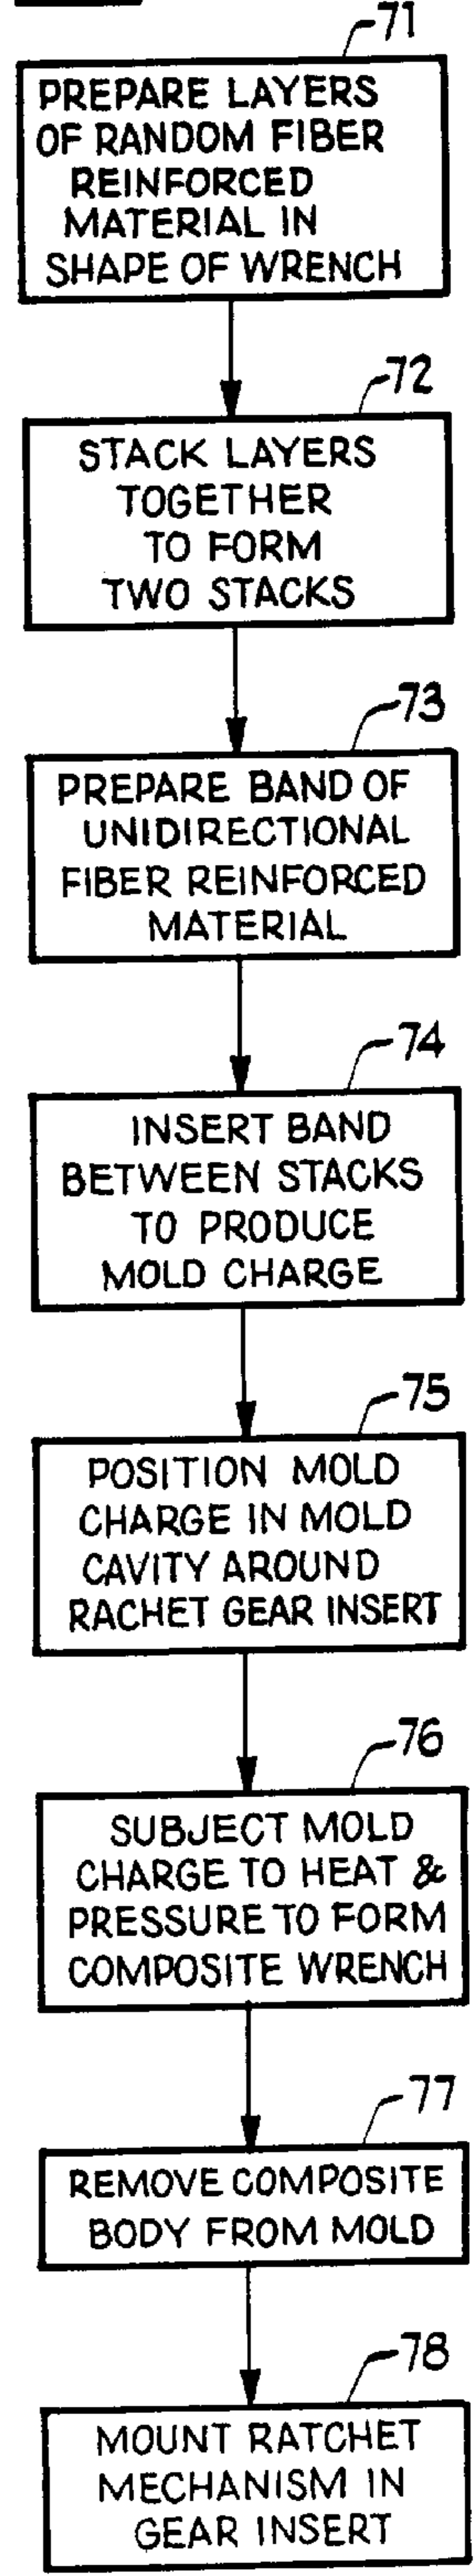 71
PREPARE LAYERS
OF RANDOM FIBER
REINFORCED
MATERIAL IN
SHAPE OF WRENCH
72
STACK LAYERS
TOGETHER
TO FORM
TWO STACKS
73
PREPARE BAND OF
UNIDIRECTIONAL
FIBER REINFORCED
MATERIAL
74
INSERT BAND
BETWEEN STACKS
TO PRODUCE
MOLD CHARGE
75
POSITION MOLD
CHARGE IN MOLD
CAVITY AROUND
RACHET GEAR INSERT
76
SUBJECT MOLD
CHARGE TO HEAT &
PRESSURE TO FORM
COMPOSITE WRENCH
77
REMOVE COMPOSITE
BODY FROM MOLD
78
MOUNT RATCHET
MECHANISM IN
GEAR INSERT